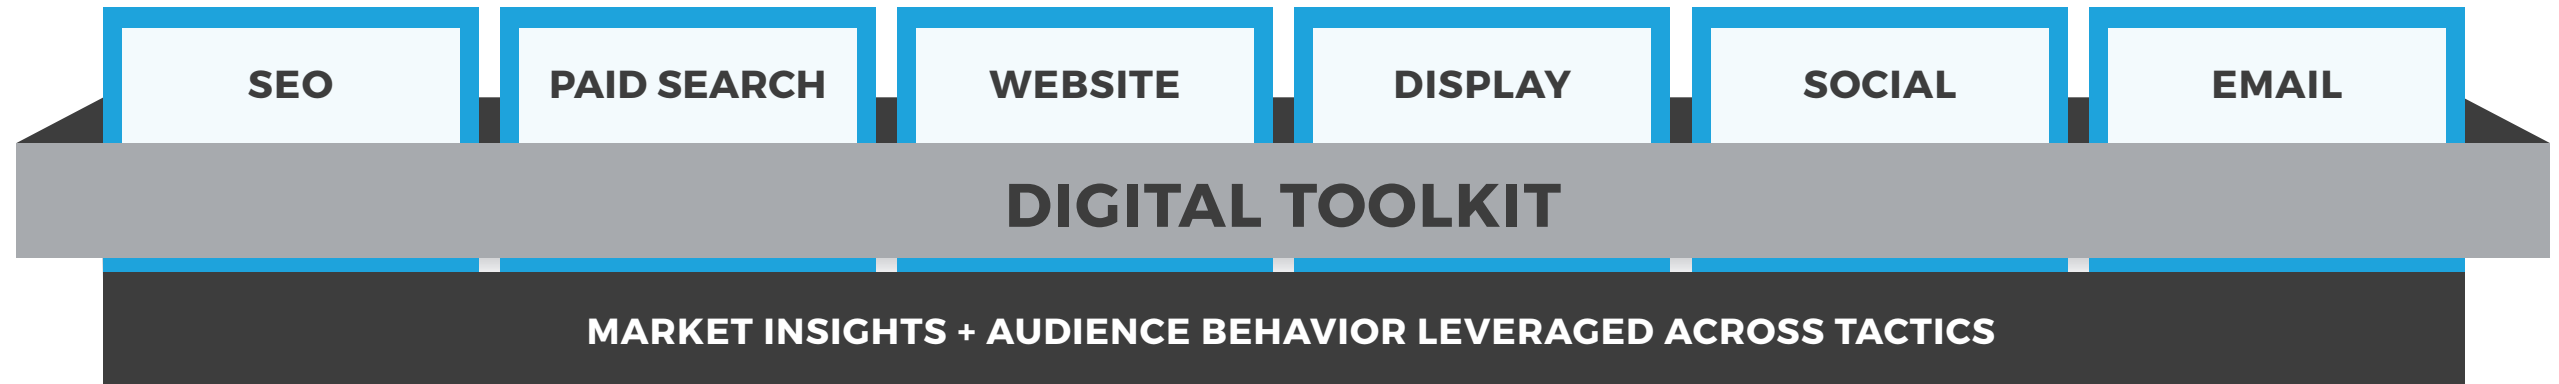 SEO
PAID SEARCH
WEBSITE
DISPLAY
SOCIAL
EMAIL
DIGITAL TOOLKIT
MARKET INSIGHTS + AUDIENCE BEHAVIOR LEVERAGED ACROSS TACTICS